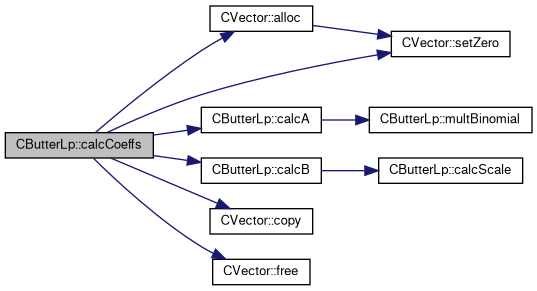 CVector::alloc
CVector::setZero
CButterLp::calcA
CButterLp::multBinomial
CButterLp::calcCoeffs
CButterLp::calcB
CButterLp::calcScale
CVector::copy
CVector::free